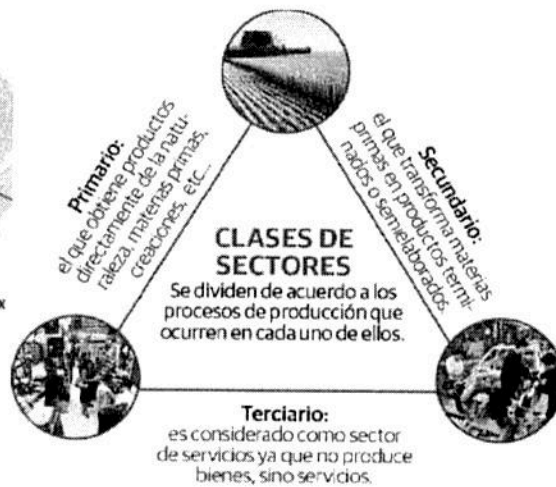 Primario:
el que obtiene productos
directamente de la natu-
raleza, materias primas,
creaciones, etc...
Secundario:
el que transforma materias
primas en productos termi-
nados o semielaborados.
CLASES DE
SECTORES
Se dividen de acuerdo a los
procesos de producción que
ocurren en cada uno de ellos.
Terciario:
es considerado como sector
de servicios ya que no produce
bienes, sino servicios.